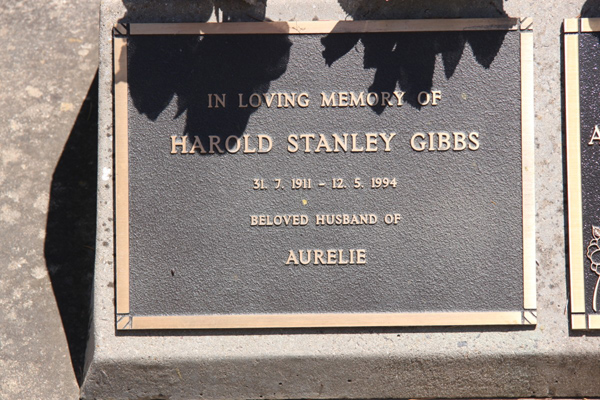 IN LOVING MEMORY OF
HAROLD STANLEY GIBBS
31. 7. 1911 – 12. 5. 1994
BELOVED HUSBAND OF
AURELIE